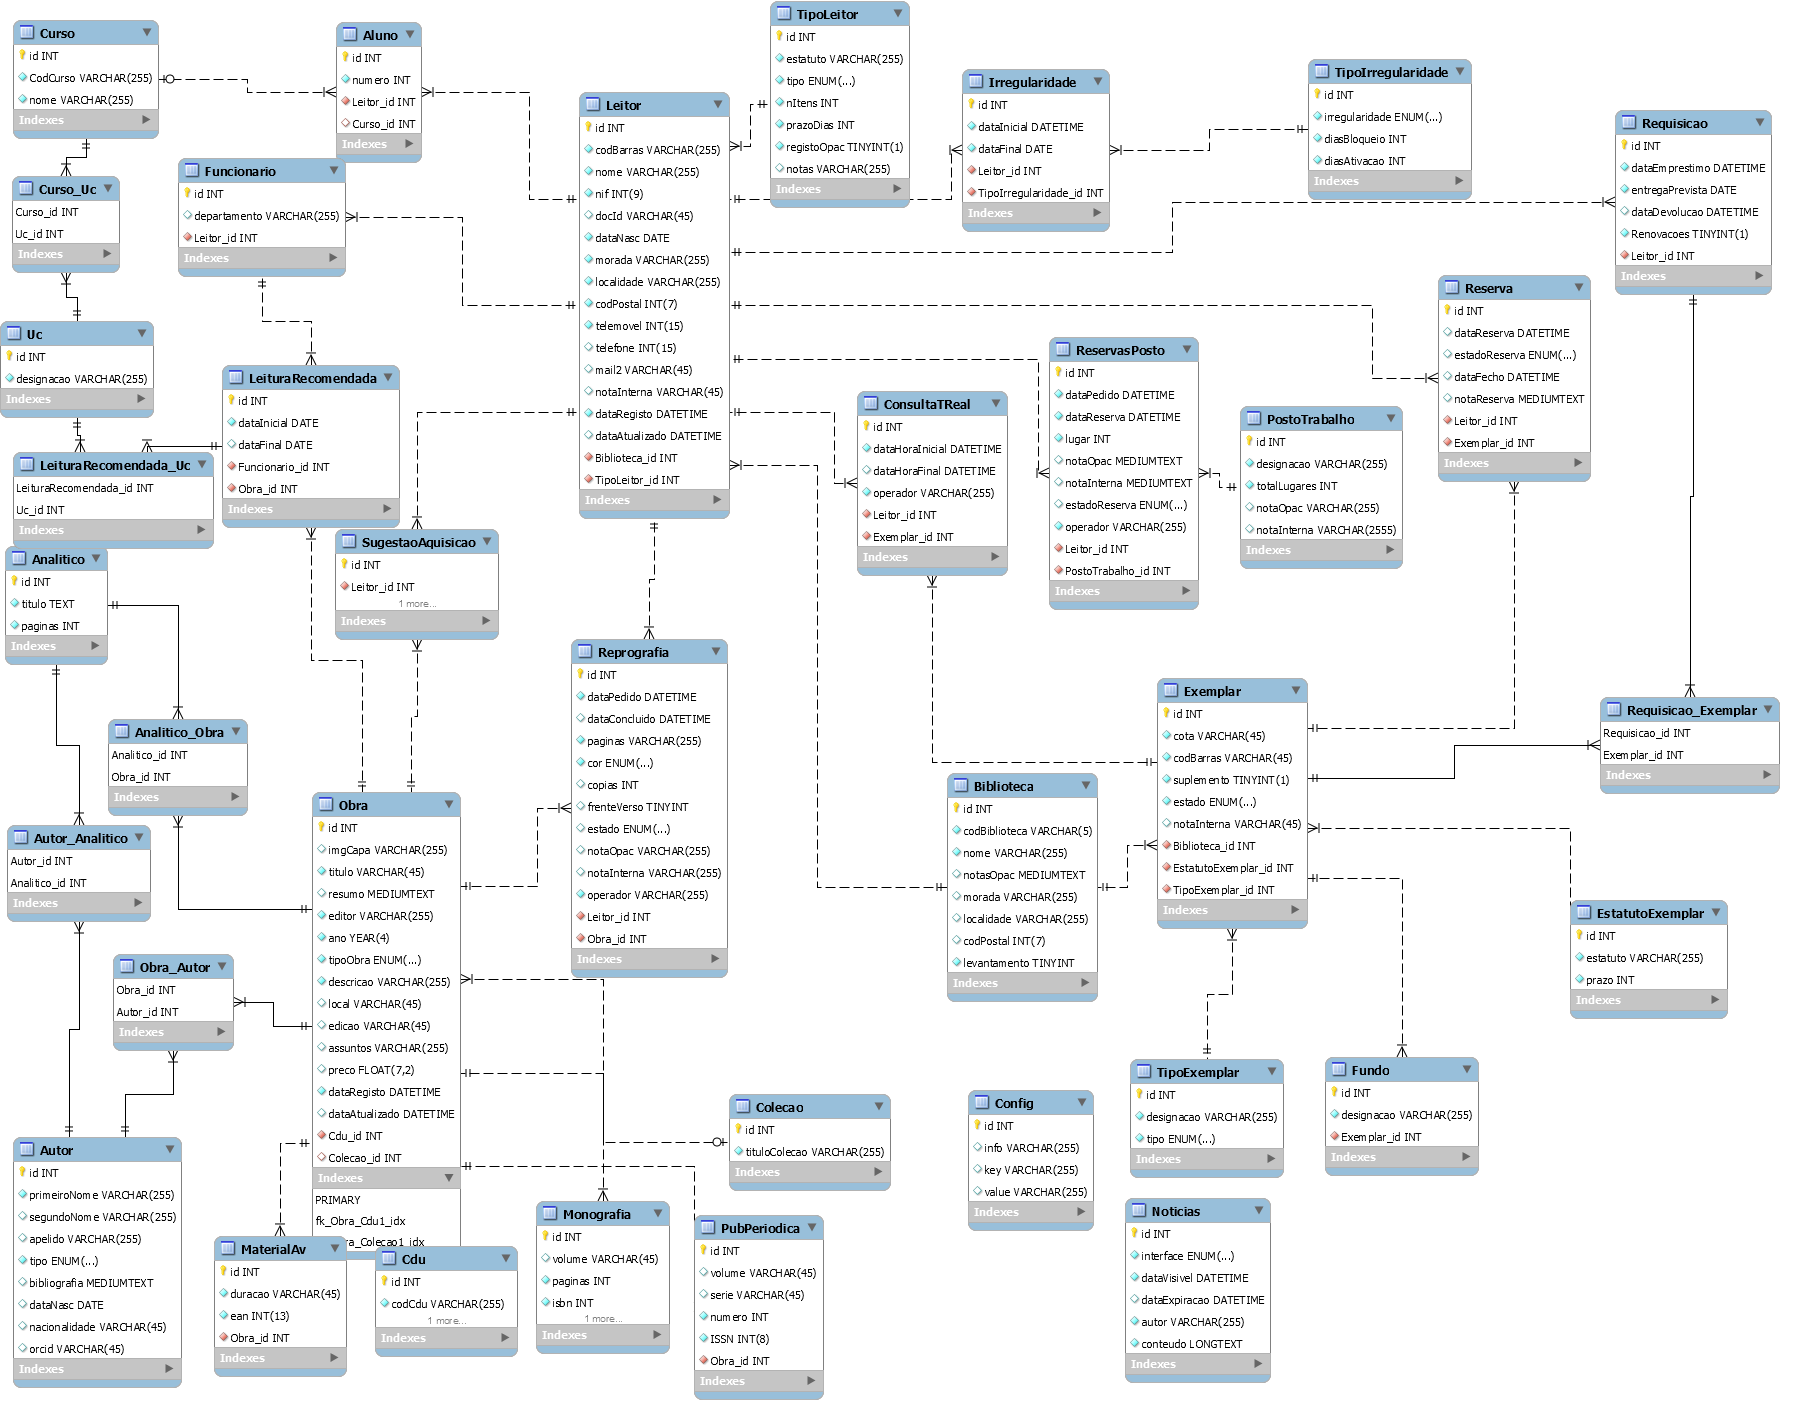 Curso
id INT
CodCurso VARCHAR(255)
nome VARCHAR(255)
Indexes
Aluno
id INT
numero INT
Leitor_id INT
Curso_id INT
Indexes
TipoLeitor
id INT
estatuto VARCHAR(255)
tipo ENUM(...)
nItens INT
prazoDias INT
registoOpac TINYINT(1)
notas VARCHAR(255)
Indexes
Irregularidade
id INT
dataInicial DATETIME
dataFinal DATE
Leitor_id INT
TipoIrregularidade_id INT
Indexes
TipoIrregularidade
id INT
irregularidade ENUM(...)
diasBloqueio INT
diasAtivacao INT
Indexes
Requisicao
id INT
dataEmprestimo DATETIME
entregaPrevista DATE
dataDevolucao DATETIME
Renovacoes TINYINT(1)
Leitor_id INT
Indexes
Leitor
id INT
codBarras VARCHAR(255)
nome VARCHAR(255)
nif INT(9)
docId VARCHAR(45)
dataNasc DATE
morada VARCHAR(255)
localidade VARCHAR(255)
codPostal INT(7)
telemovel INT(15)
telefone INT(15)
mail2 VARCHAR(45)
notaInterna VARCHAR(45)
dataRegisto DATETIME
dataAtualizado DATETIME
Biblioteca_id INT
TipoLeitor_id INT
Indexes
Funcionario
id INT
departamento VARCHAR(255)
Leitor_id INT
Indexes
Curso_Uc
Curso_id INT
Uc_id INT
Indexes
Uc
id INT
designacao VARCHAR(255)
Indexes
LeituraRecomendada
id INT
dataInicial DATE
dataFinal DATE
Funcionario_id INT
Obra_id INT
Indexes
LeituraRecomendada_Uc
LeituraRecomendada_id INT
Uc_id INT
Indexes
Reserva
id INT
dataReserva DATETIME
estadoReserva ENUM(...)
dataFecho DATETIME
notaReserva MEDIUMTEXT
Leitor_id INT
Exemplar_id INT
Indexes
ReservasPosto
id INT
dataPedido DATETIME
dataReserva DATETIME
lugar INT
notaOpac MEDIUMTEXT
notaInterna MEDIUMTEXT
estadoReserva ENUM(...)
operador VARCHAR(255)
Leitor_id INT
PostoTrabalho_id INT
Indexes
ConsultaTReal
id INT
dataHoraInicial DATETIME
dataHoraFinal DATETIME
operador VARCHAR(255)
Leitor_id INT
Exemplar_id INT
Indexes
PostoTrabalho
id INT
designacao VARCHAR(255)
totalLugares INT
notaOpac VARCHAR(255)
notaInterna VARCHAR(2555)
Indexes
SugestaoAquisicao
id INT
Leitor_id INT
1 more...
Indexes
Analitico
id INT
titulo TEXT
paginas INT
Indexes
Reprografia
id INT
dataPedido DATETIME
dataConcluido DATETIME
paginas VARCHAR(255)
cor ENUM(...)
copias INT
frenteVerso TINYINT
estado ENUM(...)
notaOpac VARCHAR(255)
notaInterna VARCHAR(255)
operador VARCHAR(255)
Leitor_id INT
Obra_id INT
Indexes
Exemplar
id INT
cota VARCHAR(45)
codBarras VARCHAR(45)
suplemento TINYINT(1)
estado ENUM(...)
notaInterna VARCHAR(45)
Biblioteca_id INT
EstatutoExemplar_id INT
TipoExemplar_id INT
Indexes
Requisicao_Exemplar
Requisicao_id INT
Exemplar_id INT
Indexes
Analitico_Obra
Analitico_id INT
Obra_id INT
Indexes
Biblioteca
id INT
codBiblioteca VARCHAR(5)
nome VARCHAR(255)
notasOpac MEDIUMTEXT
morada VARCHAR(255)
localidade VARCHAR(255)
codPostal INT(7)
levantamento TINYINT
Indexes
Obra
id INT
imgCapa VARCHAR(255)
titulo VARCHAR(45)
resumo MEDIUMTEXT
editor VARCHAR(255)
ano YEAR(4)
tipoObra ENUM(...)
descricao VARCHAR(255)
local VARCHAR(45)
edicao VARCHAR(45)
assuntos VARCHAR(255)
preco FLOAT(7,2)
dataRegisto DATETIME
dataAtualizado DATETIME
Cdu_id INT
Colecao_id INT
Indexes
PRIMARY
fk_Obra_Cdu1_idx
ra_Colecao1_idx
Autor_Analitico
Autor_id INT
Analitico_id INT
Indexes
EstatutoExemplar
id INT
estatuto VARCHAR(255)
prazo INT
Indexes
Obra_Autor
Obra_id INT
Autor_id INT
Indexes
TipoExemplar
id INT
designacao VARCHAR(255)
tipo ENUM(...)
Indexes
Fundo
id INT
designacao VARCHAR(255)
Exemplar_id INT
Indexes
Colecao
id INT
tituloColecao VARCHAR(255)
Indexes
Config
id INT
info VARCHAR(255)
key VARCHAR(255)
value VARCHAR(255)
Indexes
Autor
id INT
primeiroNome VARCHAR(255)
segundoNome VARCHAR(255)
apelido VARCHAR(255)
tipo ENUM(...)
bibliografia MEDIUMTEXT
dataNasc DATE
nacionalidade VARCHAR(45)
orcid VARCHAR(45)
Indexes
MaterialAv
id INT
duracao VARCHAR(45)
ean INT(13)
Obra_id INT
Indexes
Cdu
id INT
codCdu VARCHAR(255)
1 more...
Indexes
Monografia
id INT
volume VARCHAR(45)
paginas INT
isbn INT
1 more...
Indexes
PubPeriodica
id INT
volume VARCHAR(45)
serie VARCHAR(45)
numero INT
ISSN INT(8)
Obra_id INT
Indexes
Noticias
id INT
interface ENUM(...)
dataVisivel DATETIME
dataExpiracao DATETIME
autor VARCHAR(255)
conteudo LONGTEXT
Indexes